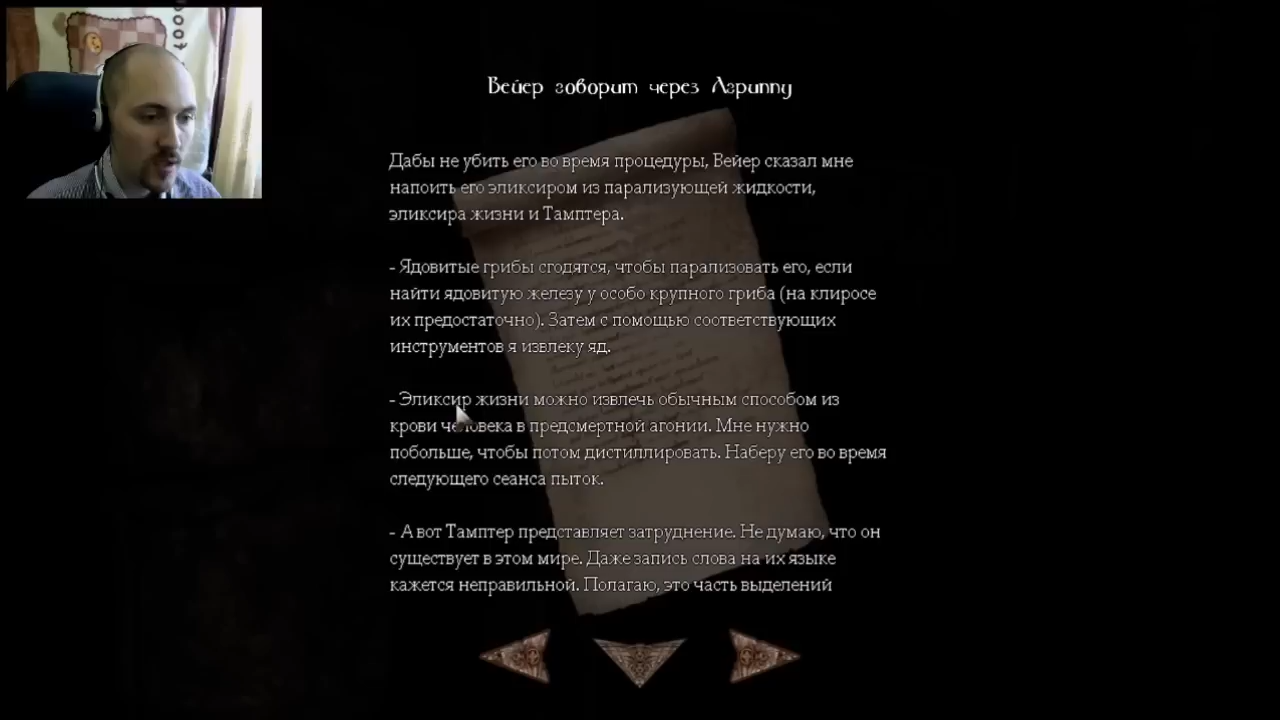 Вейер говорит через Агриппу
Дабы не убить его во время процедуры, Вейер сказал мне
напоить его эликсиром из парализующей жидкости,
эликсира жизни и Тамптера.
- Ядовитые грибы сгодятся, чтобы парализовать его, если
найти ядовитую железу у особо крупного гриба (на клиросе
их предостаточно). Затем с помощью соответствующих
инструментов я извлеку яд.
- Эликсир жизни можно извлечь обычным способом из
крови человека в предсмертной агонии. Мне нужно
побольше, чтобы потом дистиллировать. Наберу его во время
следующего сеанса пыток.
- А вот Тамптер представляет затруднение. Не думаю, что он
существует в этом мире. Даже запись слова на их языке
кажется неправильной. Полагаю, это часть выделений